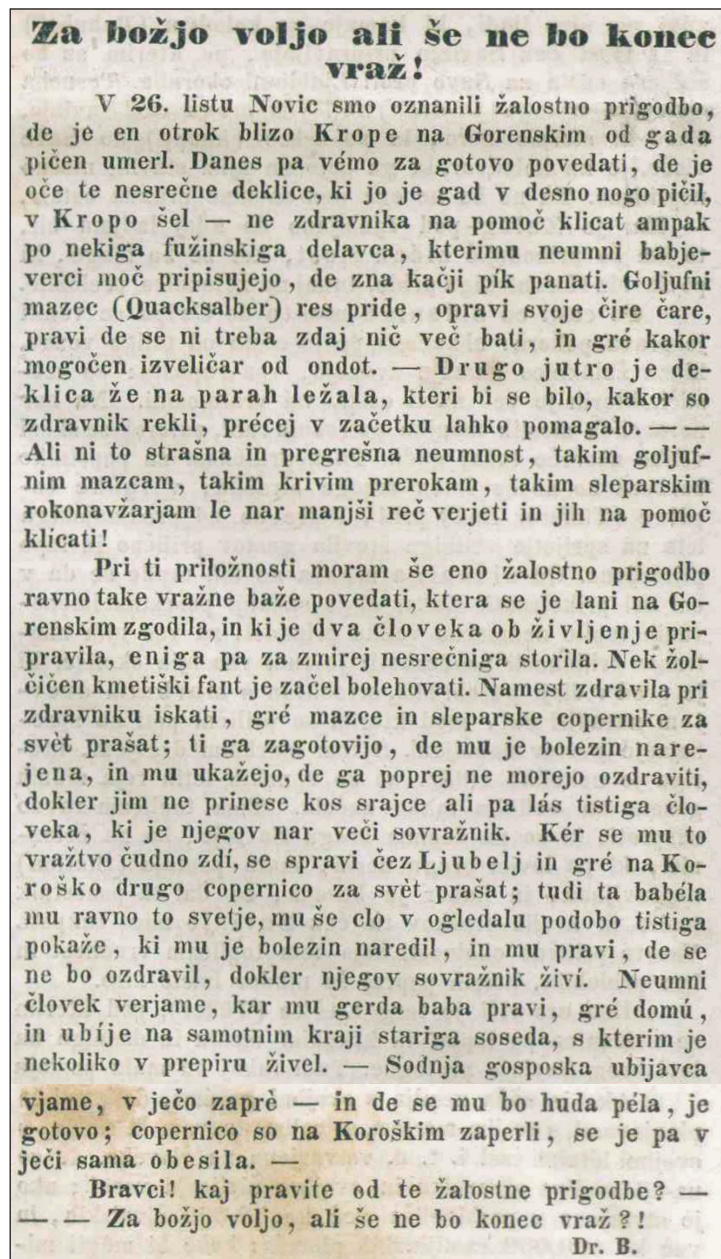 Za božjo voljo ali še ne bo konec
vraž!
V 26. listu Novic smo oznanili žalostno prigodbo,
de je en otrok blizo Krope na Gorenskim od gada
pičen umerl. Danes pa vémo za gotovo povedati, de je
oče te nesrečne deklice, ki jo je gad v desno nogo pičil,
v Kropo šel — ne zdravnika na pomoč klicat ampak
po nekiga fužinskiga delavca, kterimu neumni babje-
verci moč pripisujejo, de zna kačji pík panati. Goljufni
mazec (Quacksalber) res pride, opravi svoje čire čare,
pravi de se ni treba zdaj nič več bati, in gré kakor
mogočen izveličar od ondot. — Drugo jutro je de-
klica že na parah ležala, kteri bi se bilo, kakor so
zdravnik rekli, précej v začetku lahko pomagalo. — —
Ali ni to strašna in pregrešna neumnost, takim goljuf-
nim mazcam, takim krivim prerokam, takim sleparskim
rokonavžarjam le nar manjši reč verjeti in jih na pomoč
klícati!
Pri ti priložnosti moram še eno žalostno prigodbo
ravno take vražne baže povedati, ktera se je lani na Go-
renskim zgodila, in ki je dva človeka ob življenje pri-
pravila, eniga pa za zmirej nesrečniga storila. Nek žol-
čičen kmetiški fant je začel bolehovati. Namest zdravila pri
zdravniku iskati, gré mazce in sleparske copernike za
svèt prašat; ti ga zagotovijo, de mu je bolezin nare-
jena, in mu ukažejo, de ga poprej ne morejo ozdraviti,
dokler jim ne prinese kos srajce ali pa lás tistiga člo-
veka, ki je njegov nar veči sovražnik. Kér se mu to
vražtvo čudno zdí, se spravi čez Ljubelj in gré na Ko-
roško drugo copernico za svèt prašat; tudi ta babéla
mu ravno to svetje, mu še clo v ogledalu podobo tistiga
pokaže, ki mu je bolezin naredil, in mu pravi, de se
ne bo ozdravil, dokler njegov sovražnik živí. Neumni
človek verjame, kar mu gerda baba pravi, gré domú,
in ubíje na samotnim kraji stariga soseda, s kterim je
nekoliko v prepiru živel. — Sodnja gosposka ubijavca
vjame, v ječo zaprè — in de se mu bo huda péla, je
gotovo; copernico so na Koroškim zaperli, se je pa v
ječi sama obesila. —
Bravci! kaj pravite od te žalostne prigodbe? —
— — Za božjo voljo, ali še ne bo konec vraž?!
Dr. B.